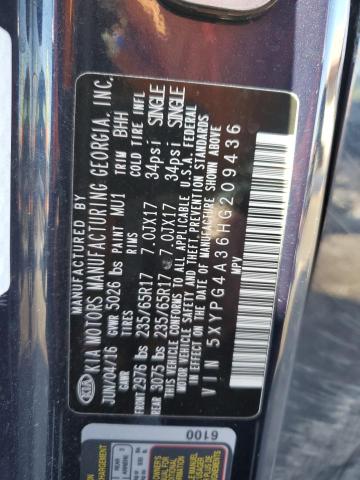 MANUFACTURED BY
KIA KIA MOTORS MANUFACTURING GEORGIA, INC.
JUN/04/16 GVWR 5026 lbs PAINT MU1 TRIM BHH
GAWR TIRES RIMS COLD TIRE INFL
FRONT 2976 lbs 235/65R17 7.0JX17 34psi SINGLE
REAR 3075 lbs 235/65R17 7.0JX17 34psi SINGLE
THIS VEHICLE CONFORMS TO ALL APPLICABLE U.S.A. FEDERAL
MOTOR VEHICLE SAFETY AND THEFT PREVENTION STANDARDS
IN EFFECT ON THE DATE OF MANUFACTURE SHOWN ABOVE
VIN 5XYPG4A36HG209436
MPV
6100